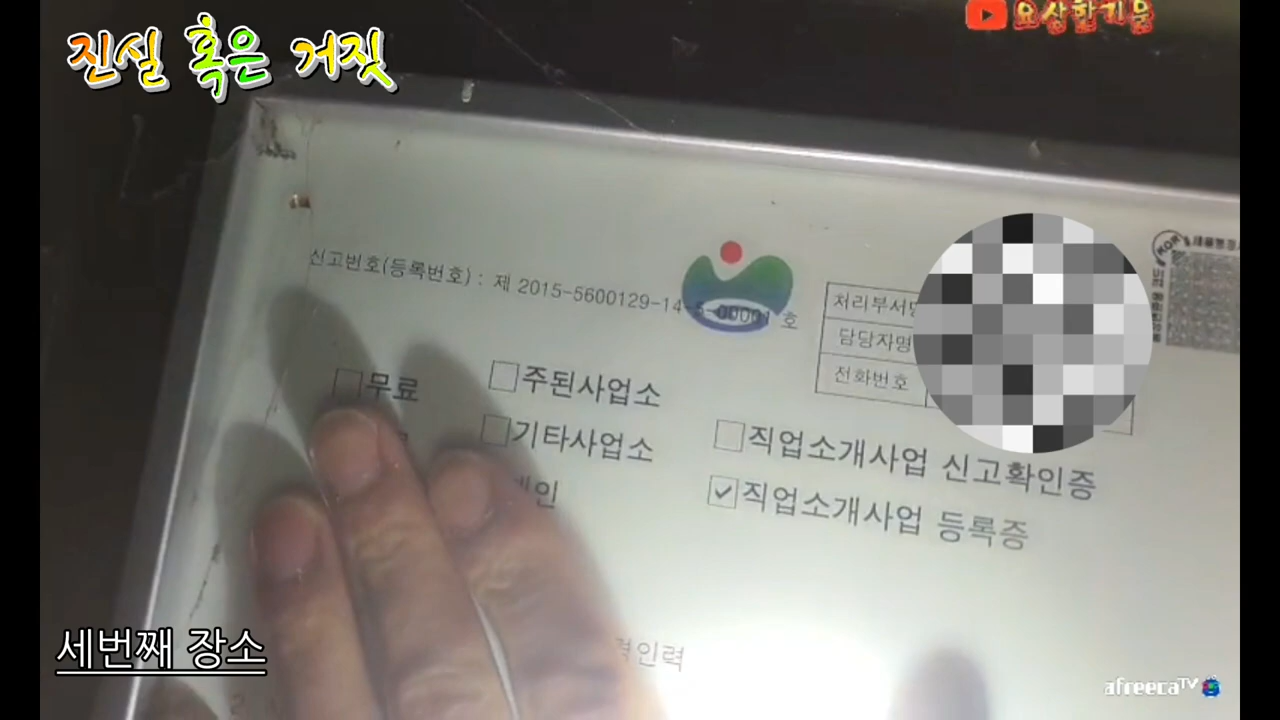 진실 혹은 거짓
요상한기뮴
신고번호(등록번호) : 제 2015-5600129-14-5-00001 호
처리부서명
담당자명
전화번호
무료
주된사업소
기타사업소
직업소개사업 신고확인증
직업소개사업 등록증
인력
세번째 장소
afreecaTV